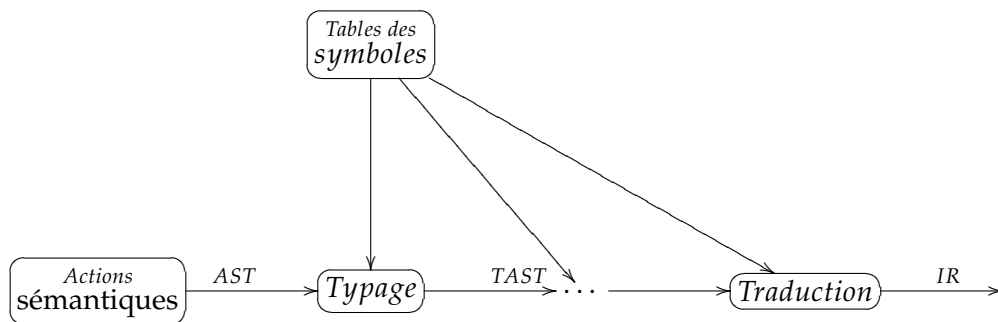 Tables des
symboles
Actions
sémantiques
AST
Typage
TAST
...
Traduction
IR